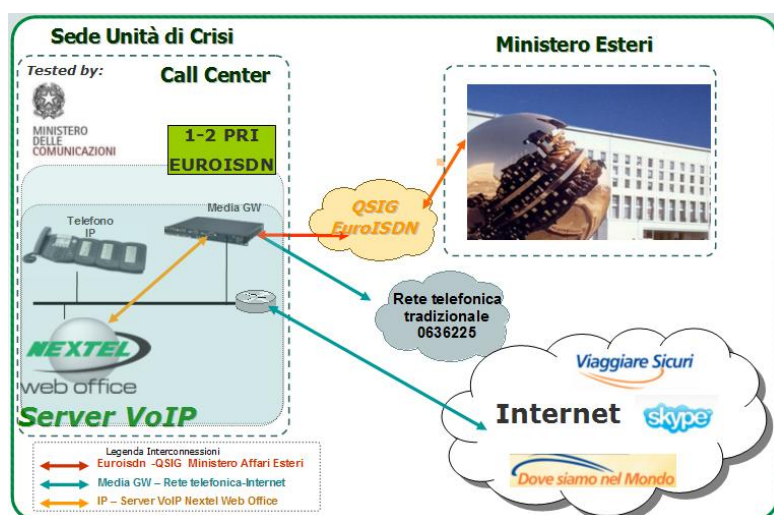 Sede Unità di Crisi
Ministero Esteri
Tested by:
Call Center
MINISTERO
DELLE
COMUNICAZIONI
1-2 PRI
EUROISDN
Media GW
Telefono
IP
QSIG
EuroISDN
Rete telefonica
tradizionale
0636225
NEXTEL
web office
Server VoIP
Viaggiare Sicuri
Internet
skype
Dove siamo nel Mondo
Legenda Interconnessioni
Euroisdn -QSIG Ministero Affari Esteri
Media GW – Rete telefonica-Internet
IP – Server VoIP Nextel Web Office